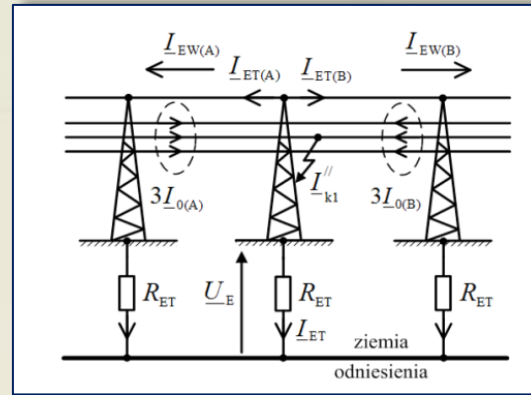 I_EW(A) I_EW(B)
I_ET(A) I_ET(B)
3I_0(A) I''_k1 3I_0(B)
R_ET U_E R_ET R_ET
I_ET
ziemia
odniesienia